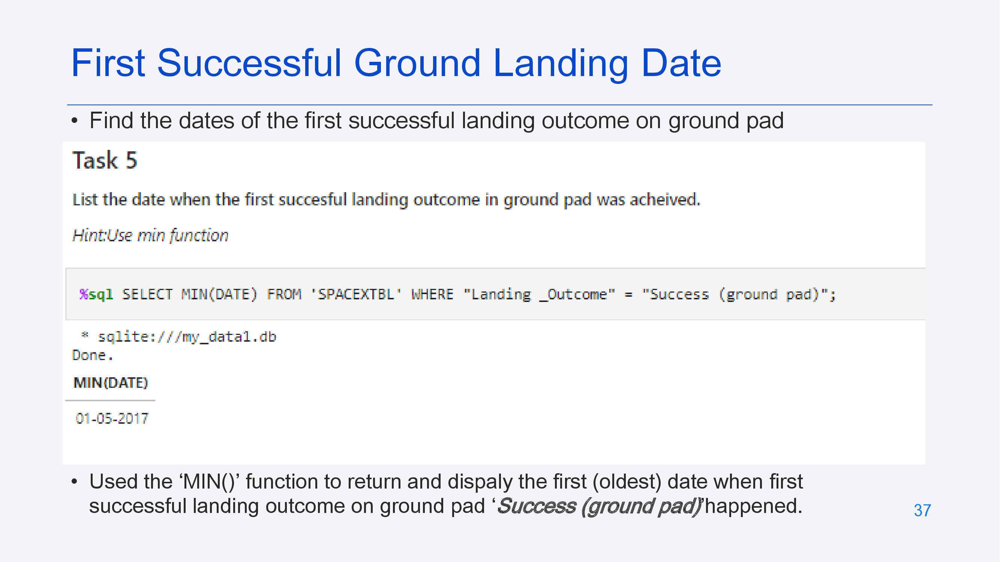 First Successful Ground Landing Date
• Find the dates of the first successful landing outcome on ground pad
Task 5
List the date when the first succesful landing outcome in ground pad was acheived.
Hint:Use min function
%sql SELECT MIN(DATE) FROM 'SPACEXTBL' WHERE "Landing _Outcome" = "Success (ground pad)";
* sqlite:///my_data1.db
Done.
MIN(DATE)
01-05-2017
• Used the ‘MIN()’ function to return and dispaly the first (oldest) date when first
successful landing outcome on ground pad ‘Success (ground pad)’happened.
37